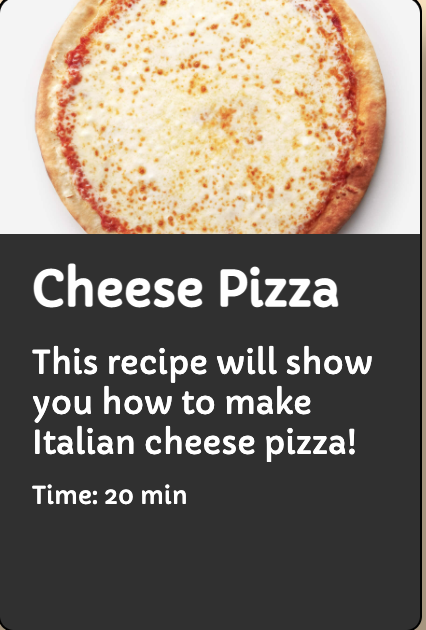 Cheese Pizza
This recipe will show
you how to make
Italian cheese pizza!
Time: 20 min